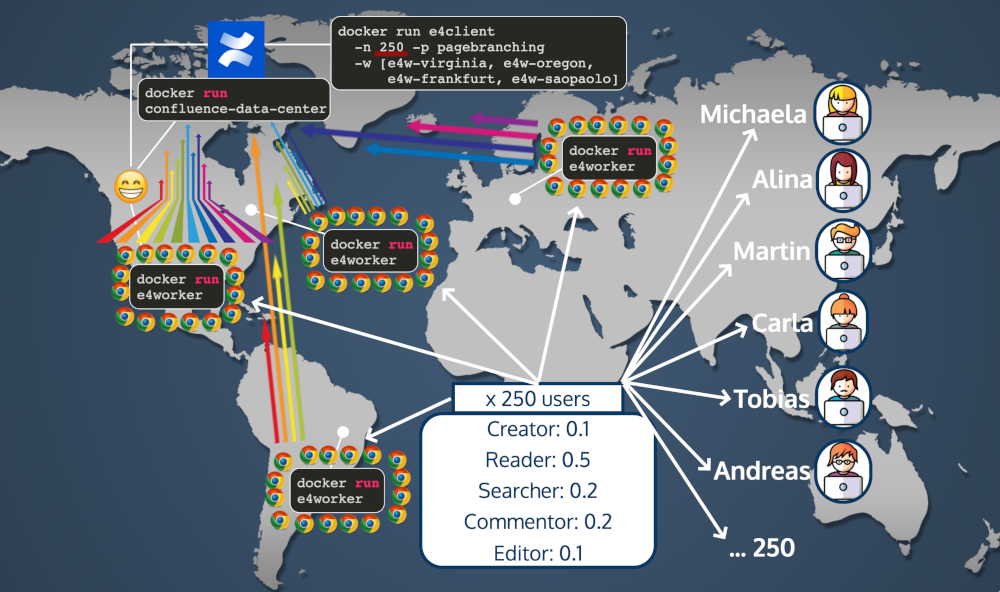 docker run e4client
-n 250 -p pagebranching
-w [e4w-virginia, e4w-oregon,
e4w-frankfurt, e4w-saopaolo]
docker run
confluence-data-center
docker run
e4worker
docker run
e4worker
docker run
e4worker
docker run
e4worker
x 250 users
Creator: 0.1
Reader: 0.5
Searcher: 0.2
Commentor: 0.2
Editor: 0.1
Michaela
Alina
Martin
Carla
Tobias
Andreas
... 250